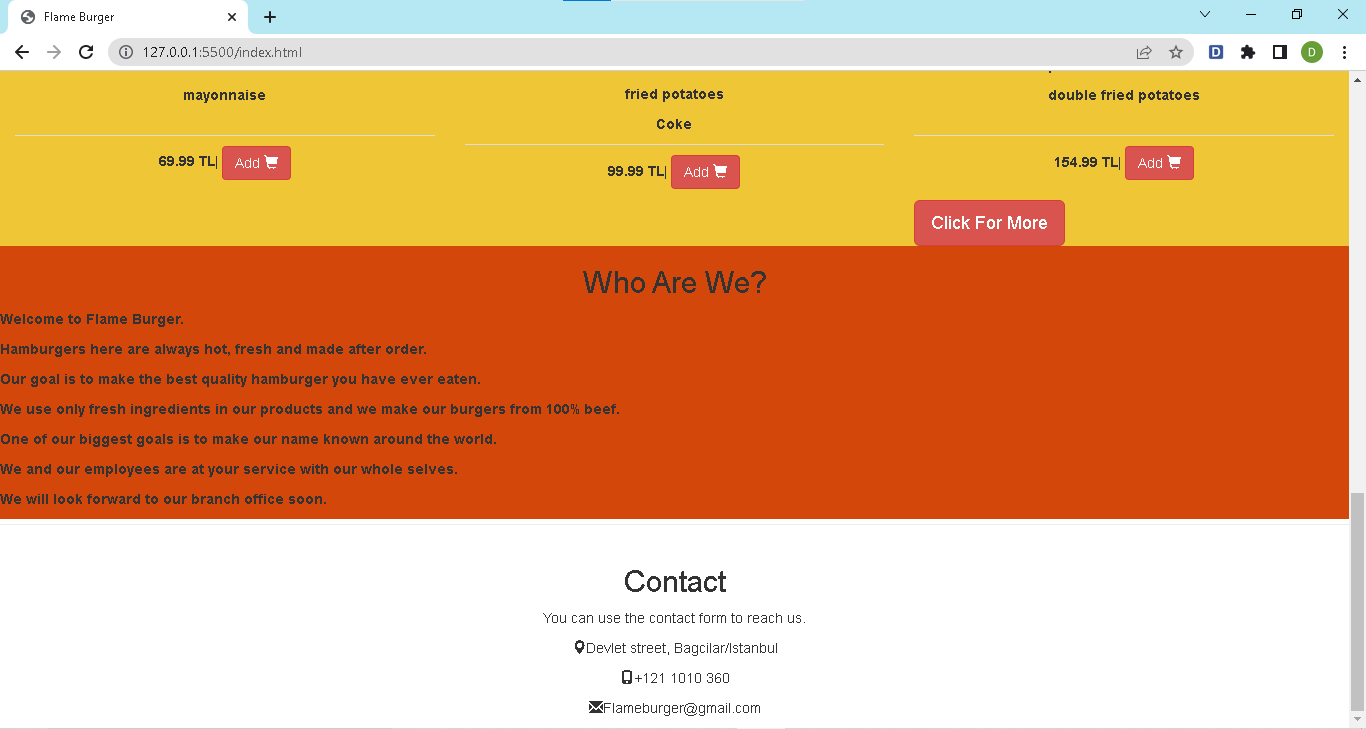 Flame Burger
127.0.0.1:5500/index.html
D
D
mayonnaise
69.99 TL| Add
fried potatoes
Coke
99.99 TL| Add
double fried potatoes
154.99 TL| Add
Click For More
Who Are We?
Welcome to Flame Burger.
Hamburgers here are always hot, fresh and made after order.
Our goal is to make the best quality hamburger you have ever eaten.
We use only fresh ingredients in our products and we make our burgers from 100% beef.
One of our biggest goals is to make our name known around the world.
We and our employees are at your service with our whole selves.
We will look forward to our branch office soon.
Contact
You can use the contact form to reach us.
Devlet street, Bagcilar/Istanbul
+121 1010 360
Flameburger@gmail.com